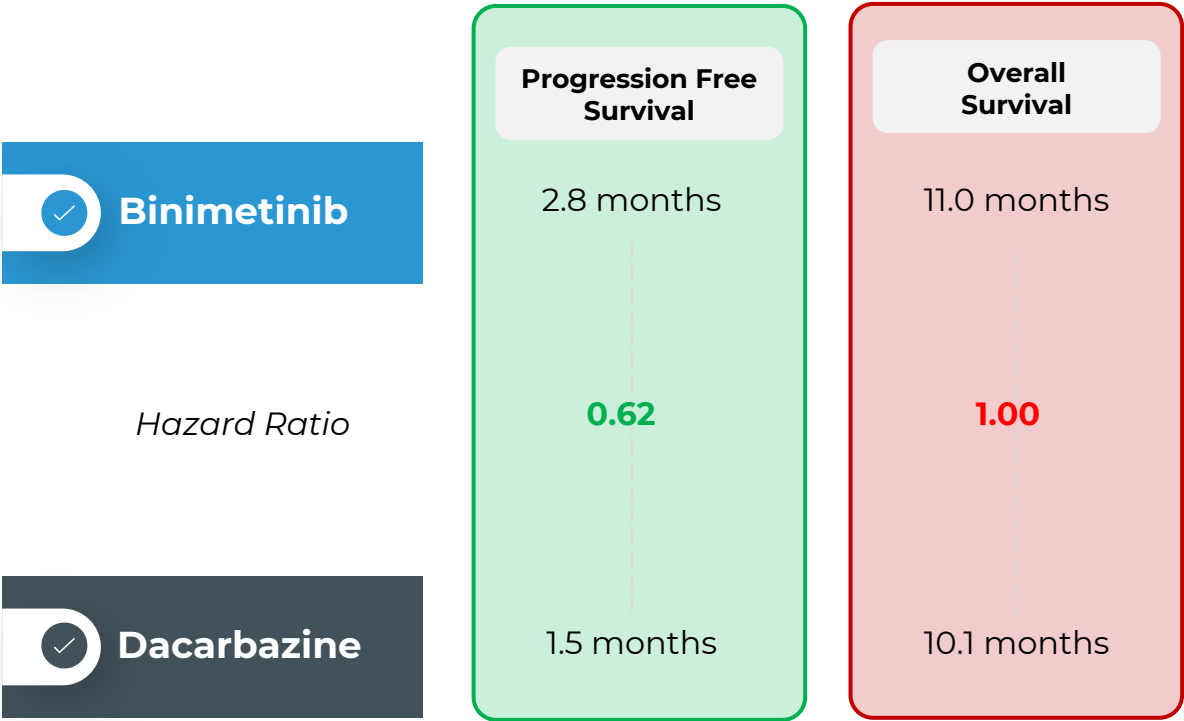 Progression Free
Survival
Overall
Survival
Binimetinib
2.8 months
11.0 months
Hazard Ratio
0.62
1.00
Dacarbazine
1.5 months
10.1 months